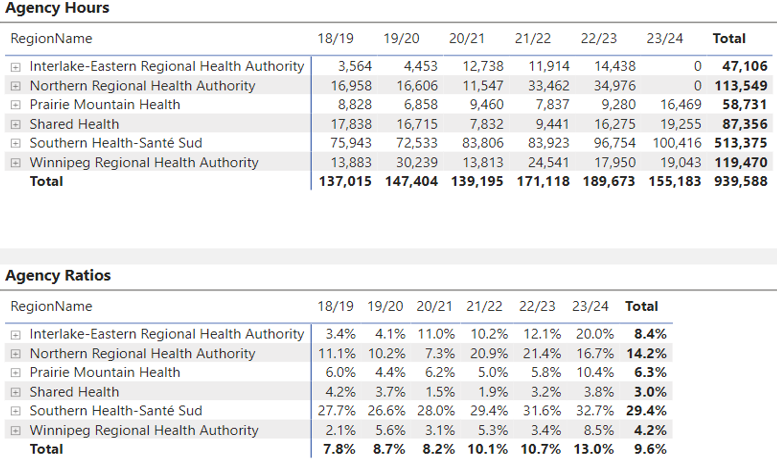 Agency Hours
RegionName 18/19 19/20 20/21 21/22 22/23 23/24 Total
Interlake-Eastern Regional Health Authority 3,564 4,453 12,738 11,914 14,438 0 47,106
Northern Regional Health Authority 16,958 16,606 11,547 33,462 34,976 0 113,549
Prairie Mountain Health 8,828 6,858 9,460 7,837 9,280 16,469 58,731
Shared Health 17,838 16,715 7,832 9,441 16,275 19,255 87,356
Southern Health-Santé Sud 75,943 72,533 83,806 83,923 96,754 100,416 513,375
Winnipeg Regional Health Authority 13,883 30,239 13,813 24,541 17,950 19,043 119,470
Total 137,015 147,404 139,195 171,118 189,673 155,183 939,588
Agency Ratios
RegionName 18/19 19/20 20/21 21/22 22/23 23/24 Total
Interlake-Eastern Regional Health Authority 3.4% 4.1% 11.0% 10.2% 12.1% 20.0% 8.4%
Northern Regional Health Authority 11.1% 10.2% 7.3% 20.9% 21.4% 16.7% 14.2%
Prairie Mountain Health 6.0% 4.4% 6.2% 5.0% 5.8% 10.4% 6.3%
Shared Health 4.2% 3.7% 1.5% 1.9% 3.2% 3.8% 3.0%
Southern Health-Santé Sud 27.7% 26.6% 28.0% 29.4% 31.6% 32.7% 29.4%
Winnipeg Regional Health Authority 2.1% 5.6% 3.1% 5.3% 3.4% 8.5% 4.2%
Total 7.8% 8.7% 8.2% 10.1% 10.7% 13.0% 9.6%